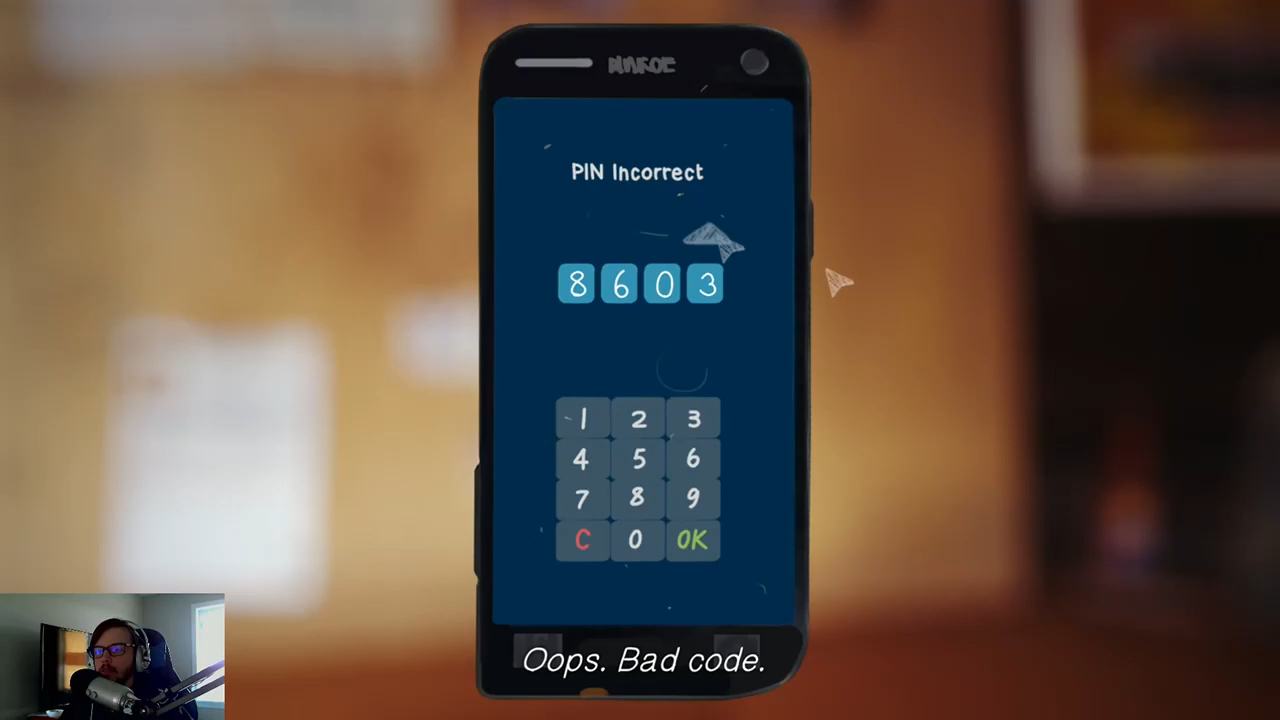 PIN Incorrect
8 6 0 3
1 2 3
4 5 6
7 8 9
C 0 OK
Oops. Bad code.